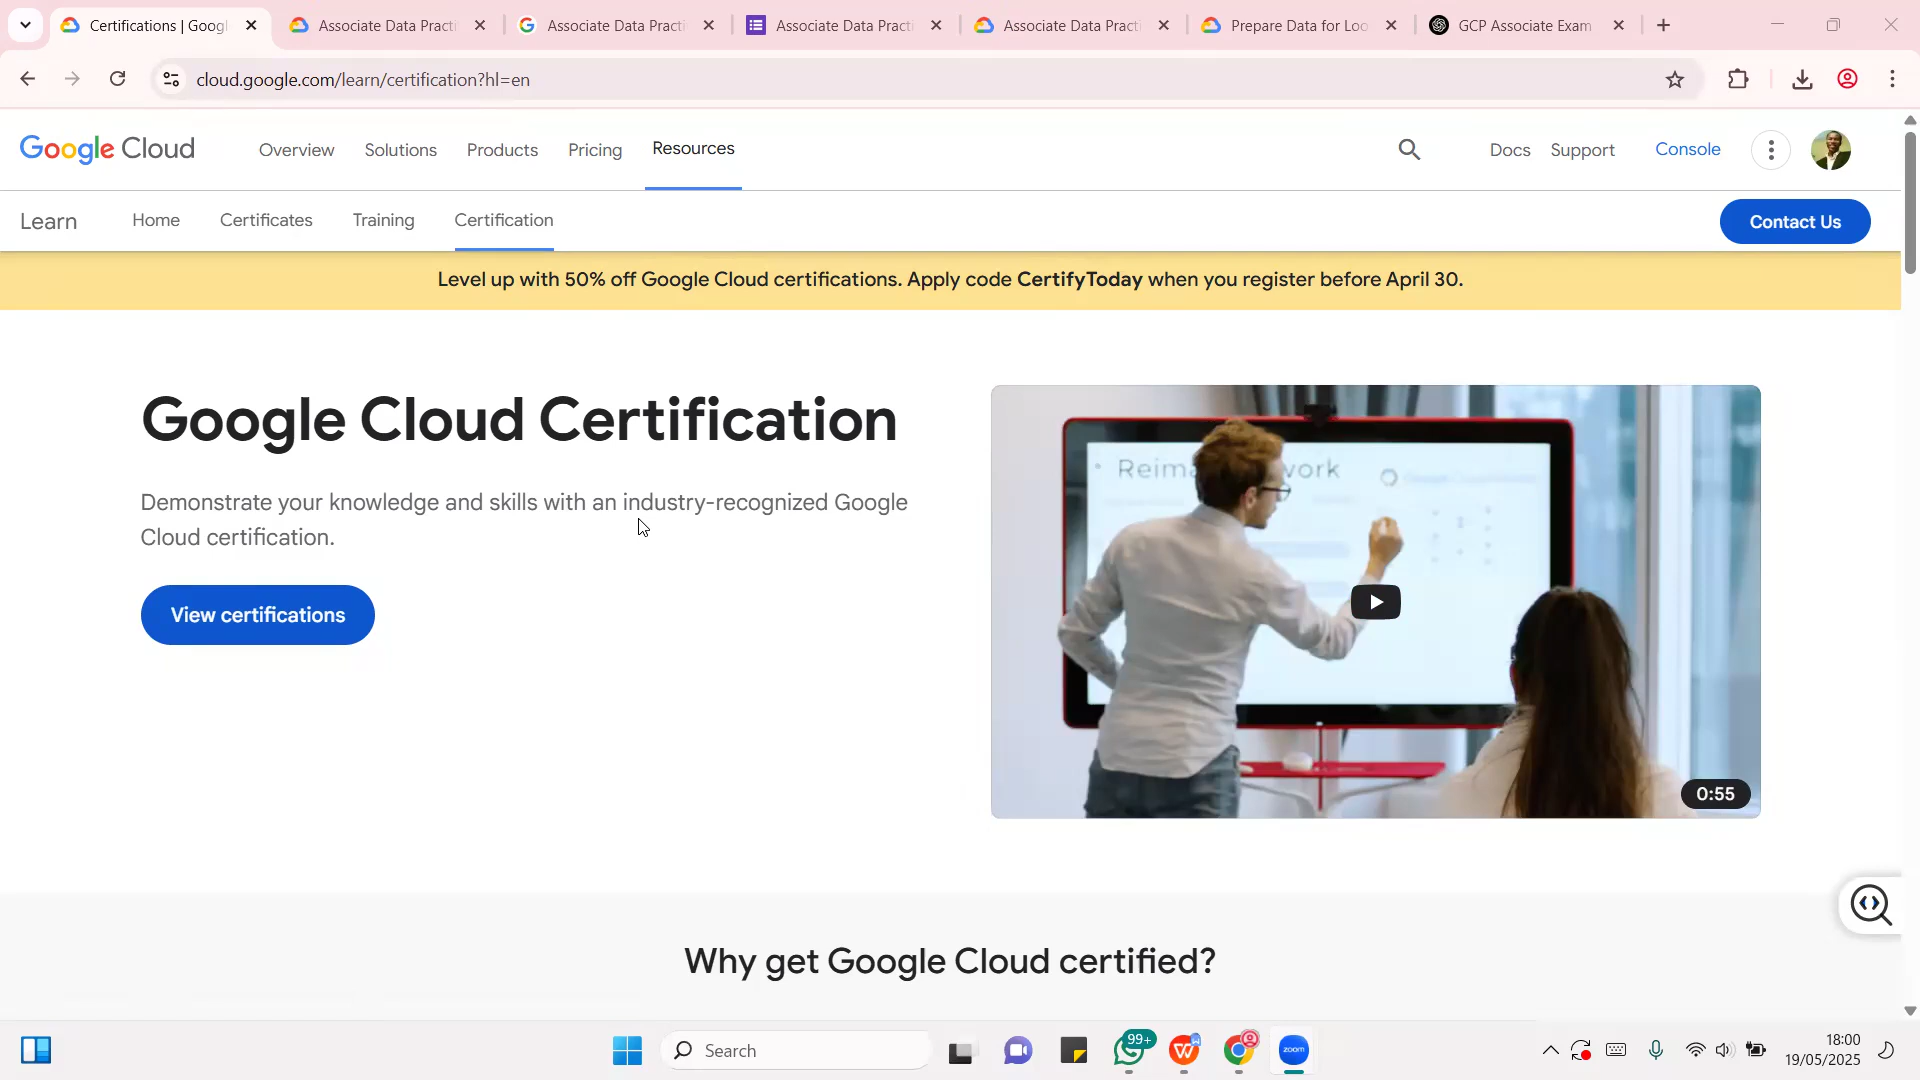 Certifications | Googl
Associate Data Practi
Associate Data Practi
Associate Data Practi
Associate Data Practi
Prepare Data for Loo
GCP Associate Exam
cloud.google.com/learn/certification?hl=en
Google Cloud
Overview
Solutions
Products
Pricing
Resources
Docs
Support
Console
Learn
Home
Certificates
Training
Certification
Contact Us
Level up with 50% off Google Cloud certifications. Apply code CertifyToday when you register before April 30.
Google Cloud Certification
Demonstrate your knowledge and skills with an industry-recognized Google
Cloud certification.
View certifications
0:55
Why get Google Cloud certified?
Search
99+
zoom
18:00
19/05/2025